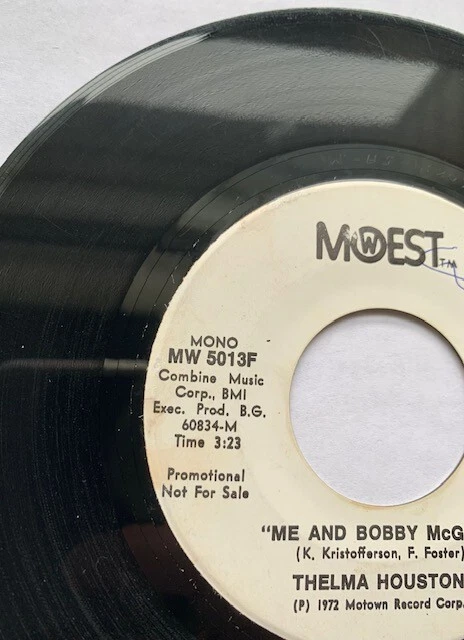 MOWEST TM
MONO
MW 5013F
Combine Music
Corp., BMI
Exec. Prod. B.G.
60834-M
Time 3:23
Promotional
Not For Sale
"ME AND BOBBY McG
(K. Kristofferson, F. Foster)
THELMA HOUSTON
(P) 1972 Motown Record Corp.